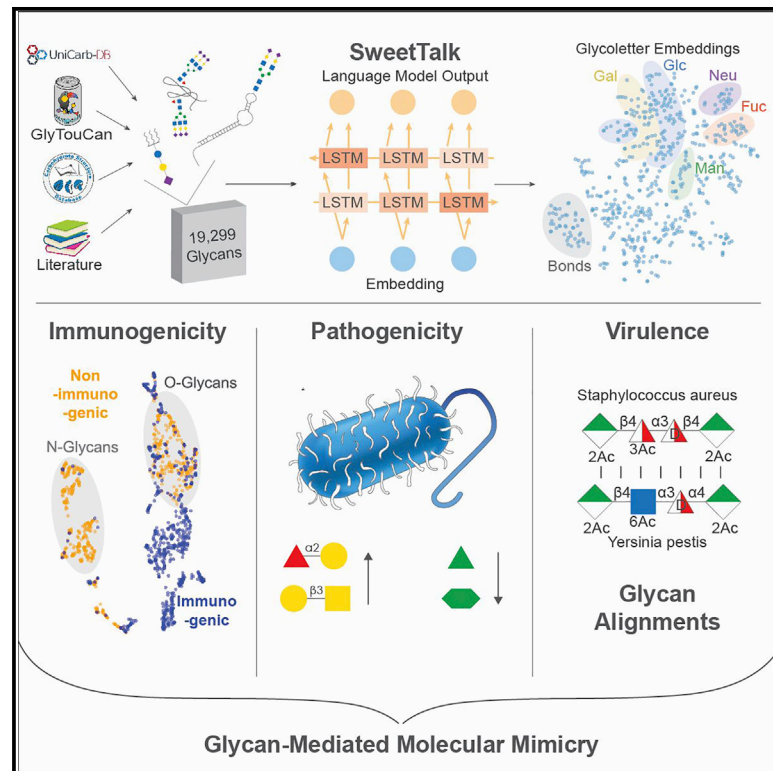 UniCarb-DB
GlyTouCan
Literature
19,299
Glycans
SweetTalk
Language Model Output
LSTM LSTM LSTM
LSTM LSTM LSTM
Embedding
Glycoletter Embeddings
Gal
Glc
Neu
Fuc
Man
Bonds
Immunogenicity
Non
-immuno
-genic
O-Glycans
N-Glycans
Immuno
-genic
Pathogenicity
α2
β3
Virulence
Staphylococcus aureus
β4 α3 β4
2Ac 3Ac 2Ac
β4 α3 α4
2Ac 6Ac 2Ac
Yersinia pestis
Glycan
Alignments
Glycan-Mediated Molecular Mimicry